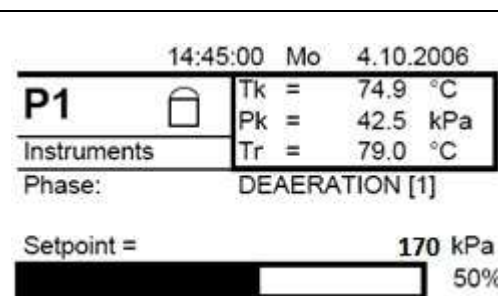 14:45:00 Mo 4.10.2006
P1
Tk = 74.9 °C
Pk = 42.5 kPa
Instruments Tr = 79.0 °C
Phase: DEAERATION [1]
Setpoint = 170 kPa
50%